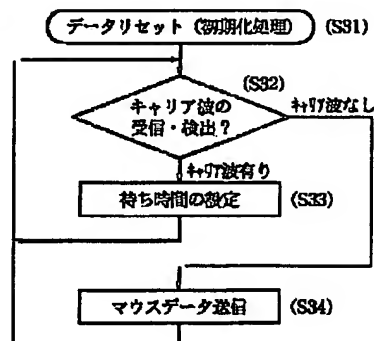 データリセット（初期化処理） (S31)
(S32)
キャリア波の
受信・検出？
ｷｬﾘｱ波なし
ｷｬﾘｱ波有り
待ち時間の設定 (S33)
マウスデータ送信 (S34)